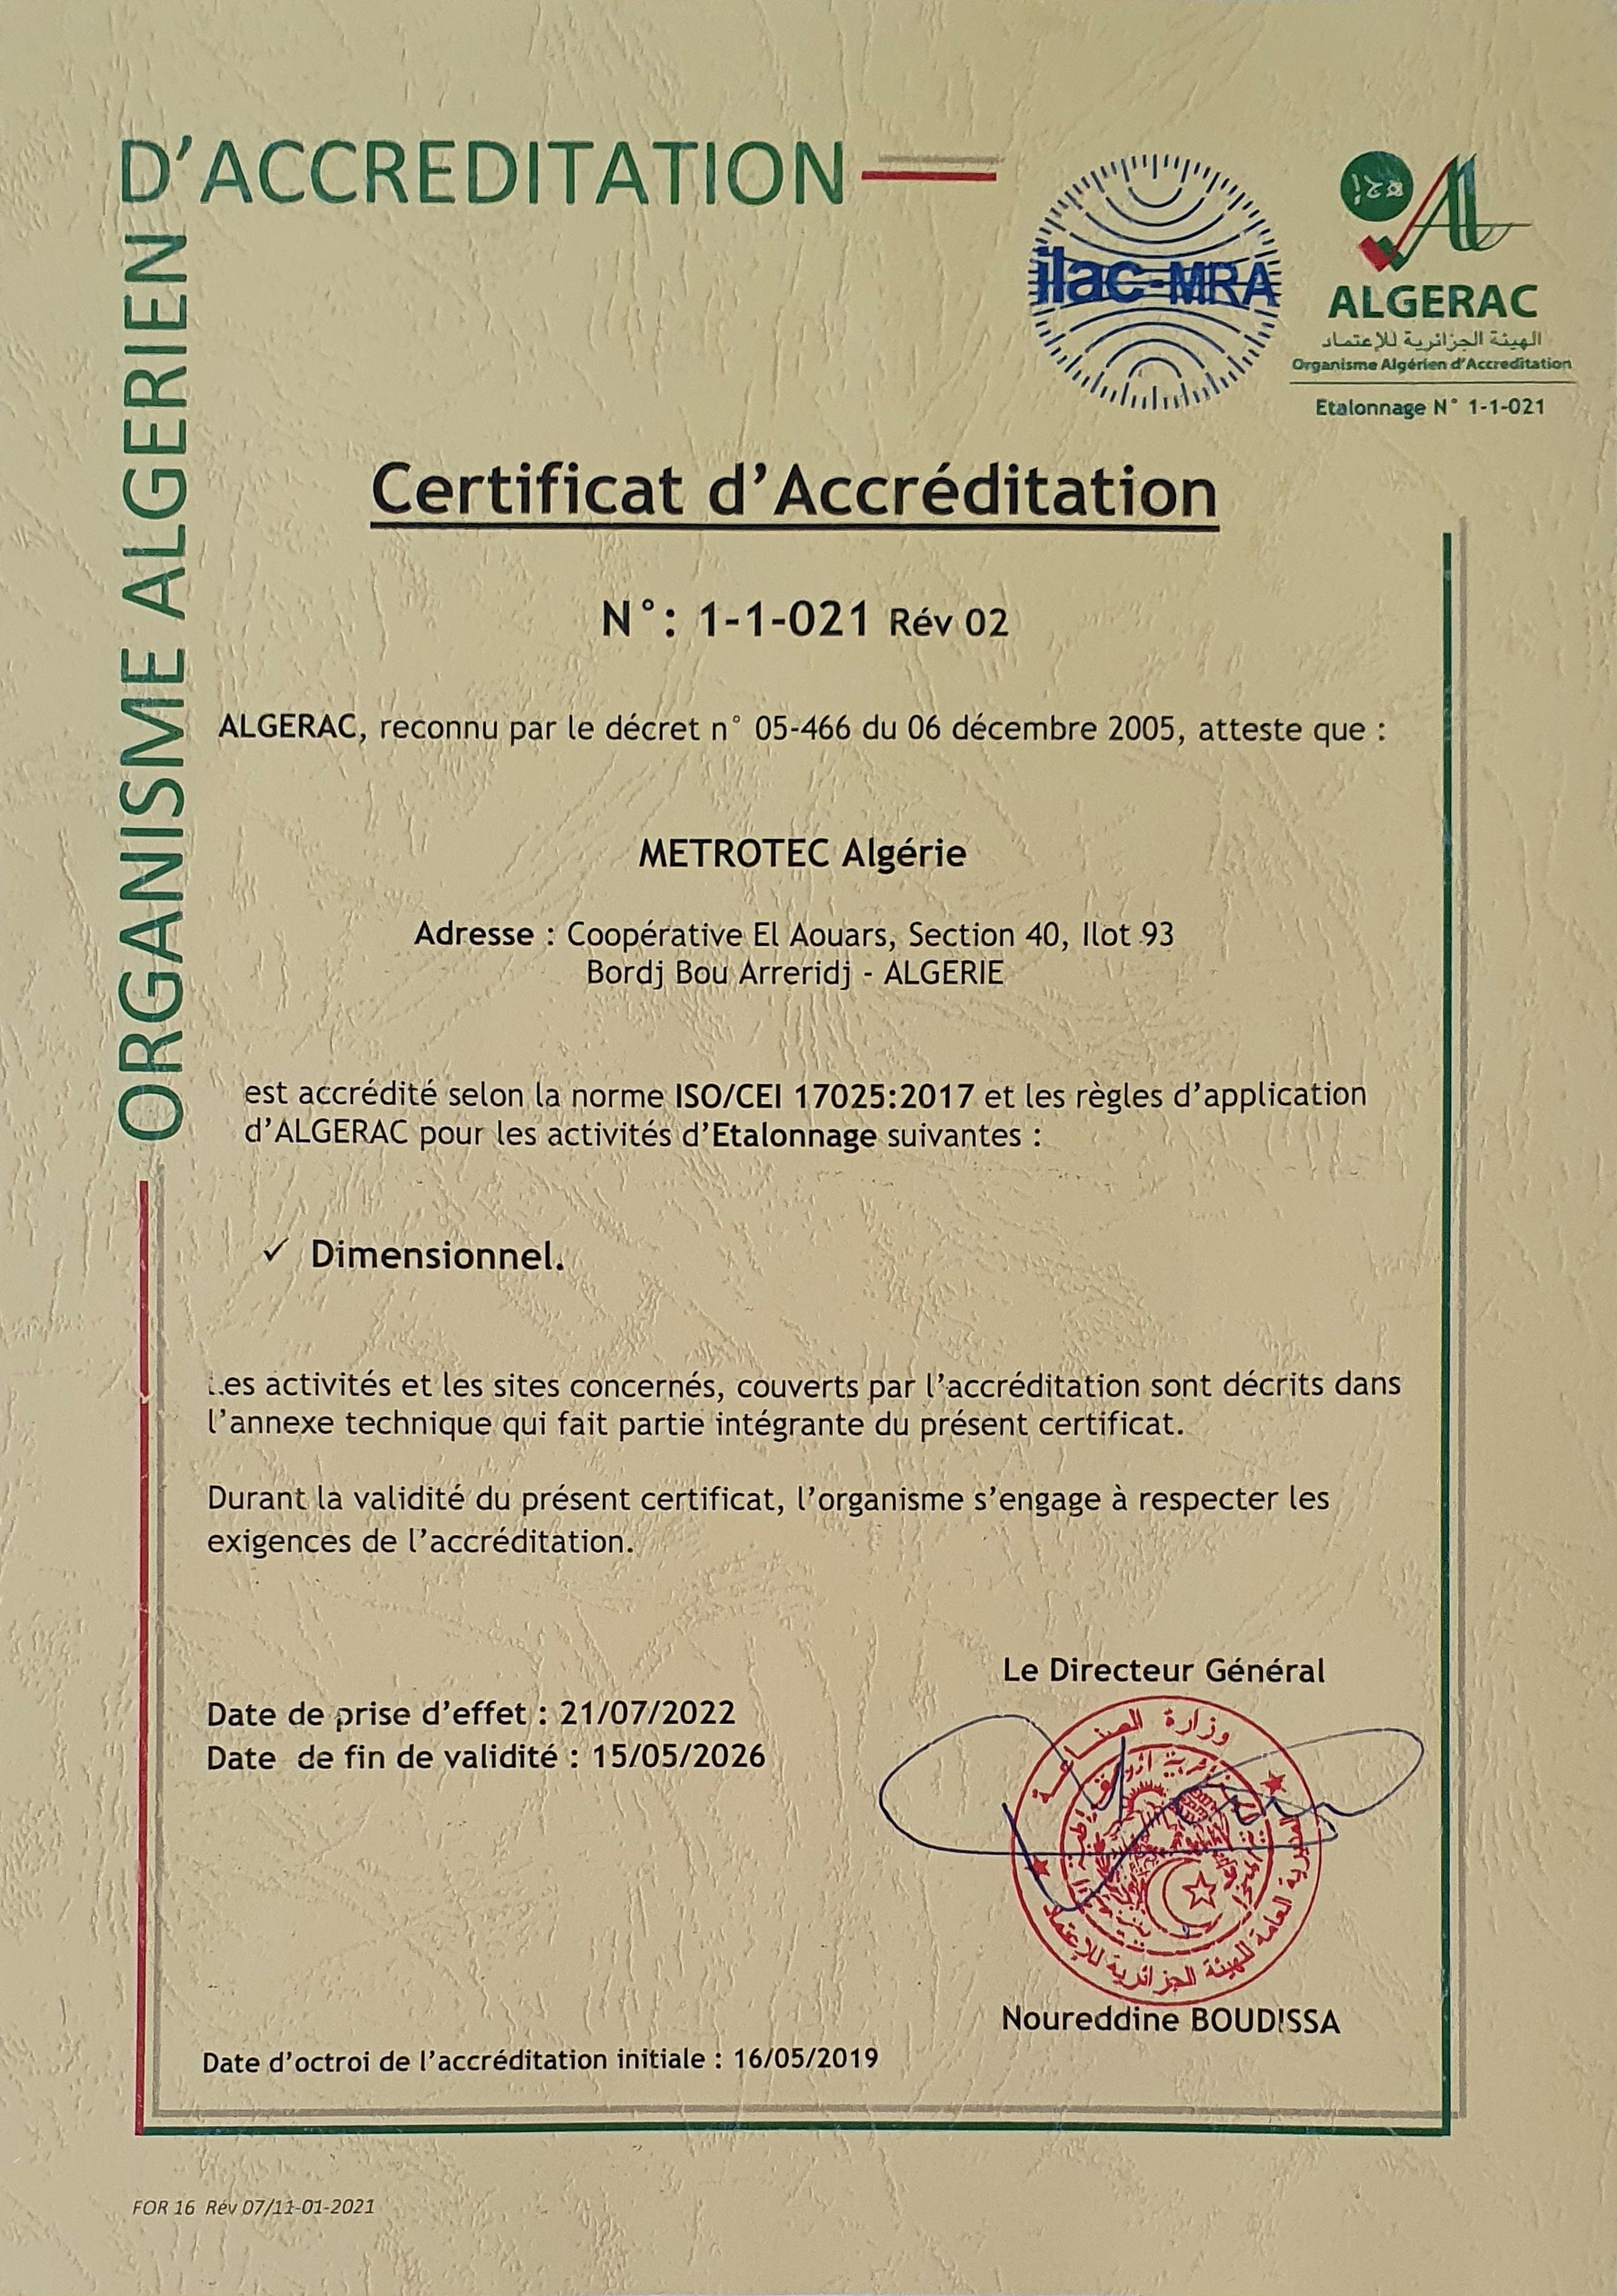 ORGANISME ALGERIEN
D'ACCREDITATION
ilac-MRA
ALGERAC
الهيئة الجزائرية للإعتماد
Organisme Algérien d'Accreditation
Etalonnage N° 1-1-021
Certificat d'Accréditation
N°: 1-1-021 Rév 02
ALGERAC, reconnu par le décret n° 05-466 du 06 décembre 2005, atteste que :
METROTEC Algérie
Adresse : Coopérative El Aouars, Section 40, Ilot 93
Bordj Bou Arreridj - ALGERIE
est accrédité selon la norme ISO/CEI 17025:2017 et les règles d'application
d'ALGERAC pour les activités d'Etalonnage suivantes :
✓ Dimensionnel.
Les activités et les sites concernés, couverts par l'accréditation sont décrits dans
l'annexe technique qui fait partie intégrante du présent certificat.
Durant la validité du présent certificat, l'organisme s'engage à respecter les
exigences de l'accréditation.
Le Directeur Général
Date de prise d'effet : 21/07/2022
Date de fin de validité : 15/05/2026
وزارة الصناعة
العامة للهيئة الجزائرية للإعتماد
Noureddine BOUDISSA
Date d'octroi de l'accréditation initiale : 16/05/2019
FOR 16 Rév 07/11-01-2021